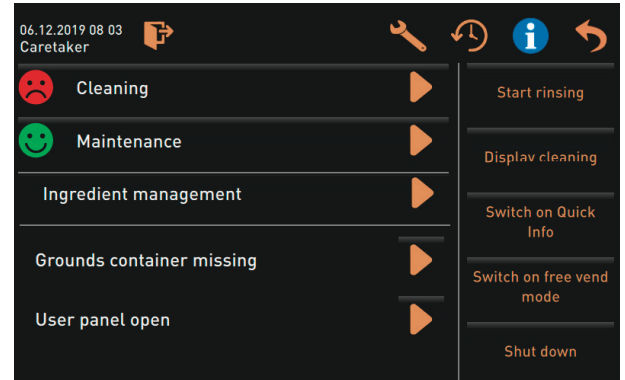 06.12.2019 08 03
Caretaker
i
Cleaning
Maintenance
Ingredient management
Grounds container missing
User panel open
Start rinsing
Display cleaning
Switch on Quick
Info
Switch on free vend
mode
Shut down